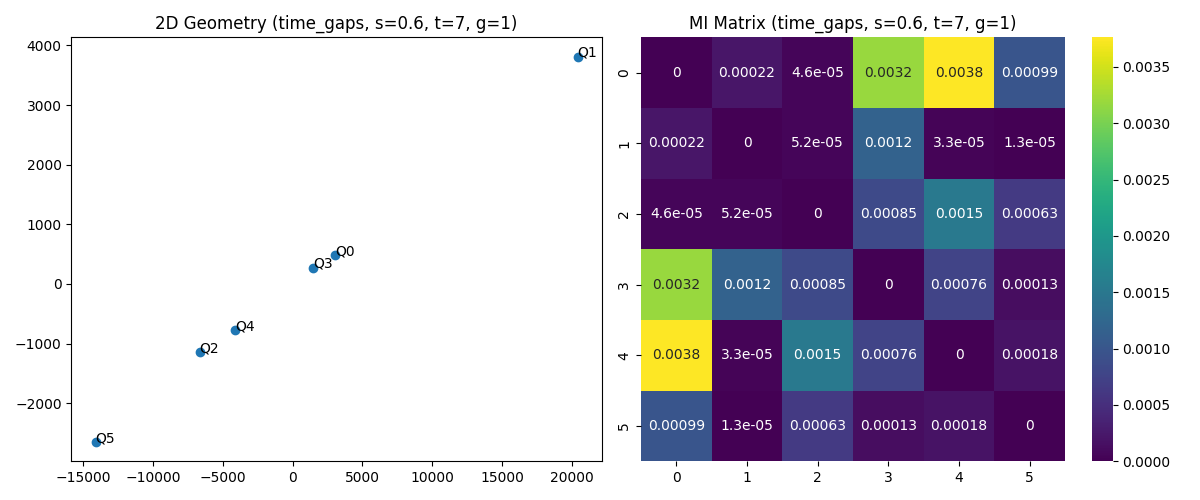 2D Geometry (time_gaps, s=0.6, t=7, g=1)
4000
3000
2000
1000
0
−1000
−2000
Q1
Q0
Q3
Q4
Q2
Q5
−15000 −10000 −5000 0 5000 10000 15000 20000
MI Matrix (time_gaps, s=0.6, t=7, g=1)
0 0 0.00022 4.6e-05 0.0032 0.0038 0.00099
1 0.00022 0 5.2e-05 0.0012 3.3e-05 1.3e-05
2 4.6e-05 5.2e-05 0 0.00085 0.0015 0.00063
3 0.0032 0.0012 0.00085 0 0.00076 0.00013
4 0.0038 3.3e-05 0.0015 0.00076 0 0.00018
5 0.00099 1.3e-05 0.00063 0.00013 0.00018 0
0 1 2 3 4 5
0.0035
0.0030
0.0025
0.0020
0.0015
0.0010
0.0005
0.0000